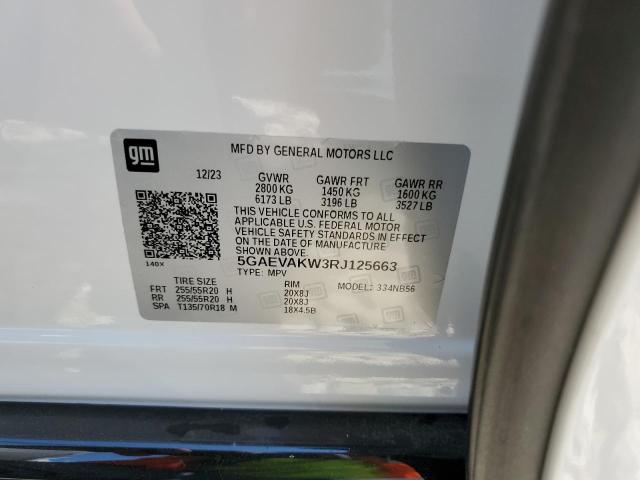 gm
MFD BY GENERAL MOTORS LLC
12/23 GVWR GAWR FRT GAWR RR
2800 KG 1450 KG 1600 KG
6173 LB 3196 LB 3527 LB
THIS VEHICLE CONFORMS TO ALL
APPLICABLE U.S. FEDERAL MOTOR
VEHICLE SAFETY STANDARDS IN EFFECT
ON THE DATE OF MANUFACTURE
SHOWN ABOVE.
140X 5GAEVAKW3RJ125663
TYPE: MPV
TIRE SIZE RIM MODEL: 334NB56
FRT 255/55R20 H 20X8J
RR 255/55R20 H 20X8J
SPA T135/70R18 M 18X4.5B